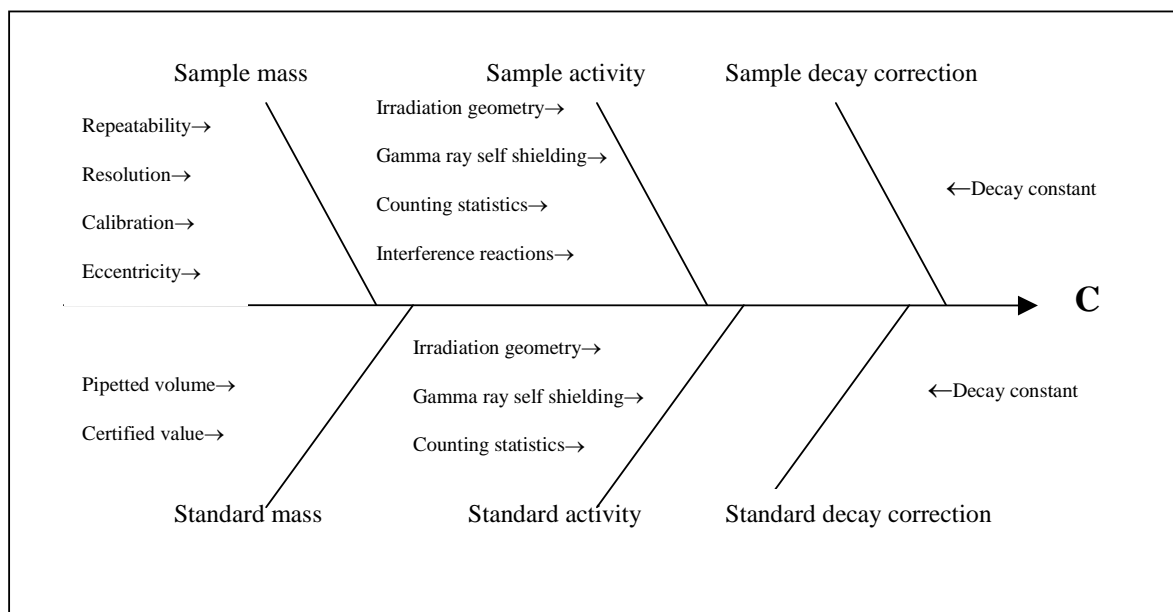 Sample mass
Sample activity
Sample decay correction
Repeatability→
Resolution→
Calibration→
Eccentricity→
Irradiation geometry→
Gamma ray self shielding→
Counting statistics→
Interference reactions→
←Decay constant
C
Pipetted volume→
Certified value→
Irradiation geometry→
Gamma ray self shielding→
Counting statistics→
←Decay constant
Standard mass
Standard activity
Standard decay correction